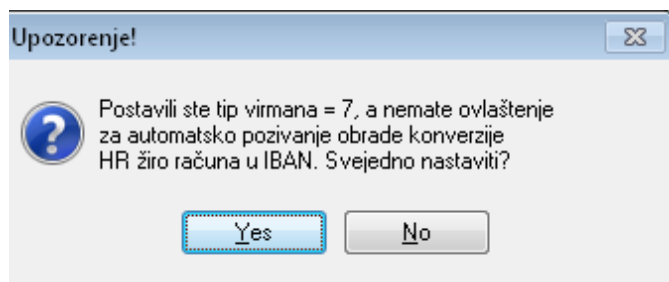 Upozorenje!
Postavili ste tip virmana = 7, a nemate ovlaštenje
za automatsko pozivanje obrade konverzije
HR žiro računa u IBAN. Svejedno nastaviti?
Yes
No